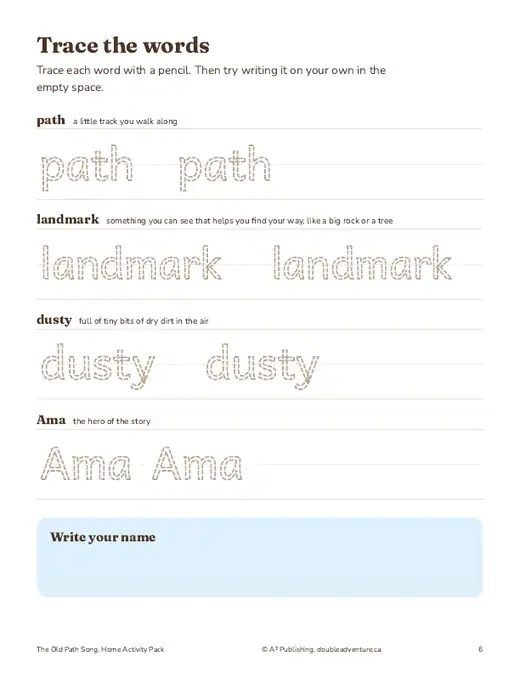 Trace the words
Trace each word with a pencil. Then try writing it on your own in the
empty space.
path a little track you walk along
path path
landmark something you can see that helps you find your way, like a big rock or a tree
landmark landmark
dusty full of tiny bits of dry dirt in the air
dusty dusty
Ama the hero of the story
Ama Ama
Write your name
The Old Path Song, Home Activity Pack © A² Publishing, doubleadventure.ca 6